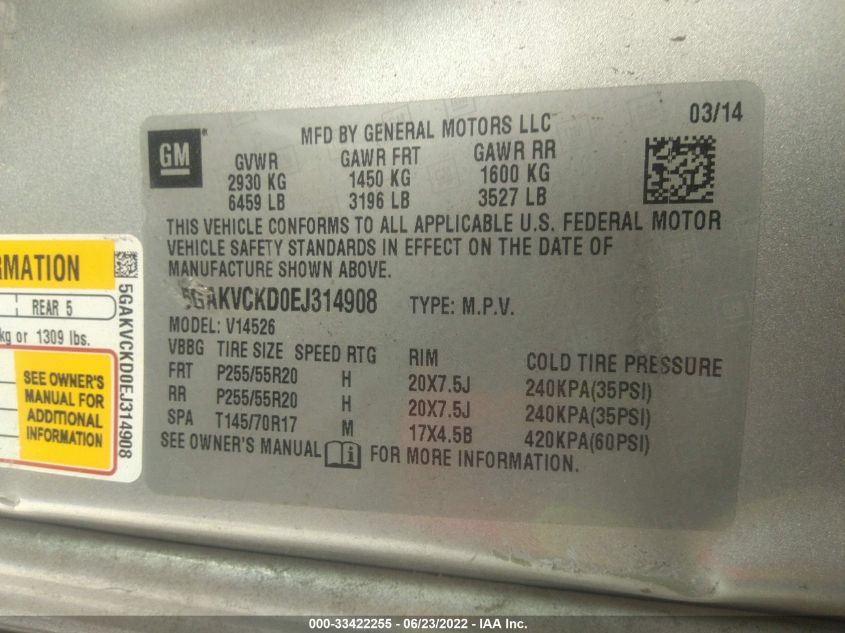 MFD BY GENERAL MOTORS LLC
03/14
GM ®
GVWR GAWR FRT GAWR RR
2930 KG 1450 KG 1600 KG
6459 LB 3196 LB 3527 LB
THIS VEHICLE CONFORMS TO ALL APPLICABLE U.S. FEDERAL MOTOR
VEHICLE SAFETY STANDARDS IN EFFECT ON THE DATE OF
MANUFACTURE SHOWN ABOVE.
5GAKVCKD0EJ314908 TYPE: M.P.V.
MODEL: V14526
VBBG TIRE SIZE SPEED RTG RIM COLD TIRE PRESSURE
FRT P255/55R20 H 20X7.5J 240KPA(35PSI)
RR P255/55R20 H 20X7.5J 240KPA(35PSI)
SPA T145/70R17 M 17X4.5B 420KPA(60PSI)
SEE OWNER'S MANUAL i FOR MORE INFORMATION.
RMATION
REAR 5
kg or 1309 lbs.
SEE OWNER'S
MANUAL FOR
ADDITIONAL
INFORMATION
5GAKVCKD0EJ314908
000-33422255 - 06/23/2022 - IAA Inc.